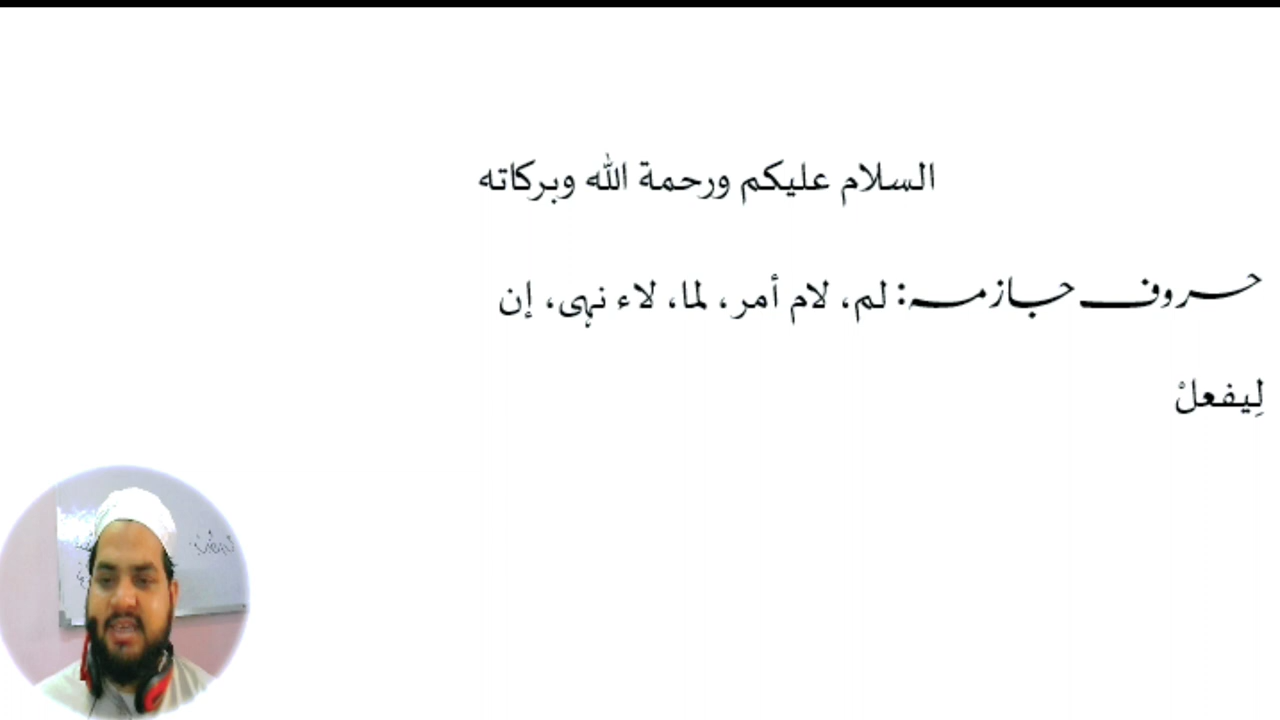 السلام عليكم ورحمة الله وبركاته
حروف جازمہ: لم، لام أمر، لما، لاء نہی، إن
لِيفعلْ